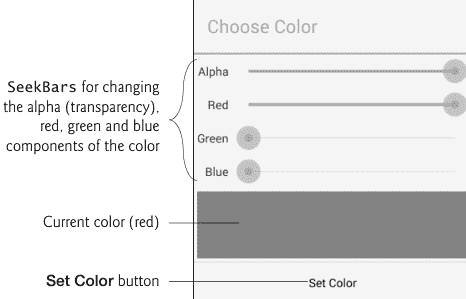 Choose Color
SeekBars for changing
the alpha (transparency),
red, green and blue
components of the color
Alpha
Red
Green
Blue
Current color (red)
Set Color button
Set Color